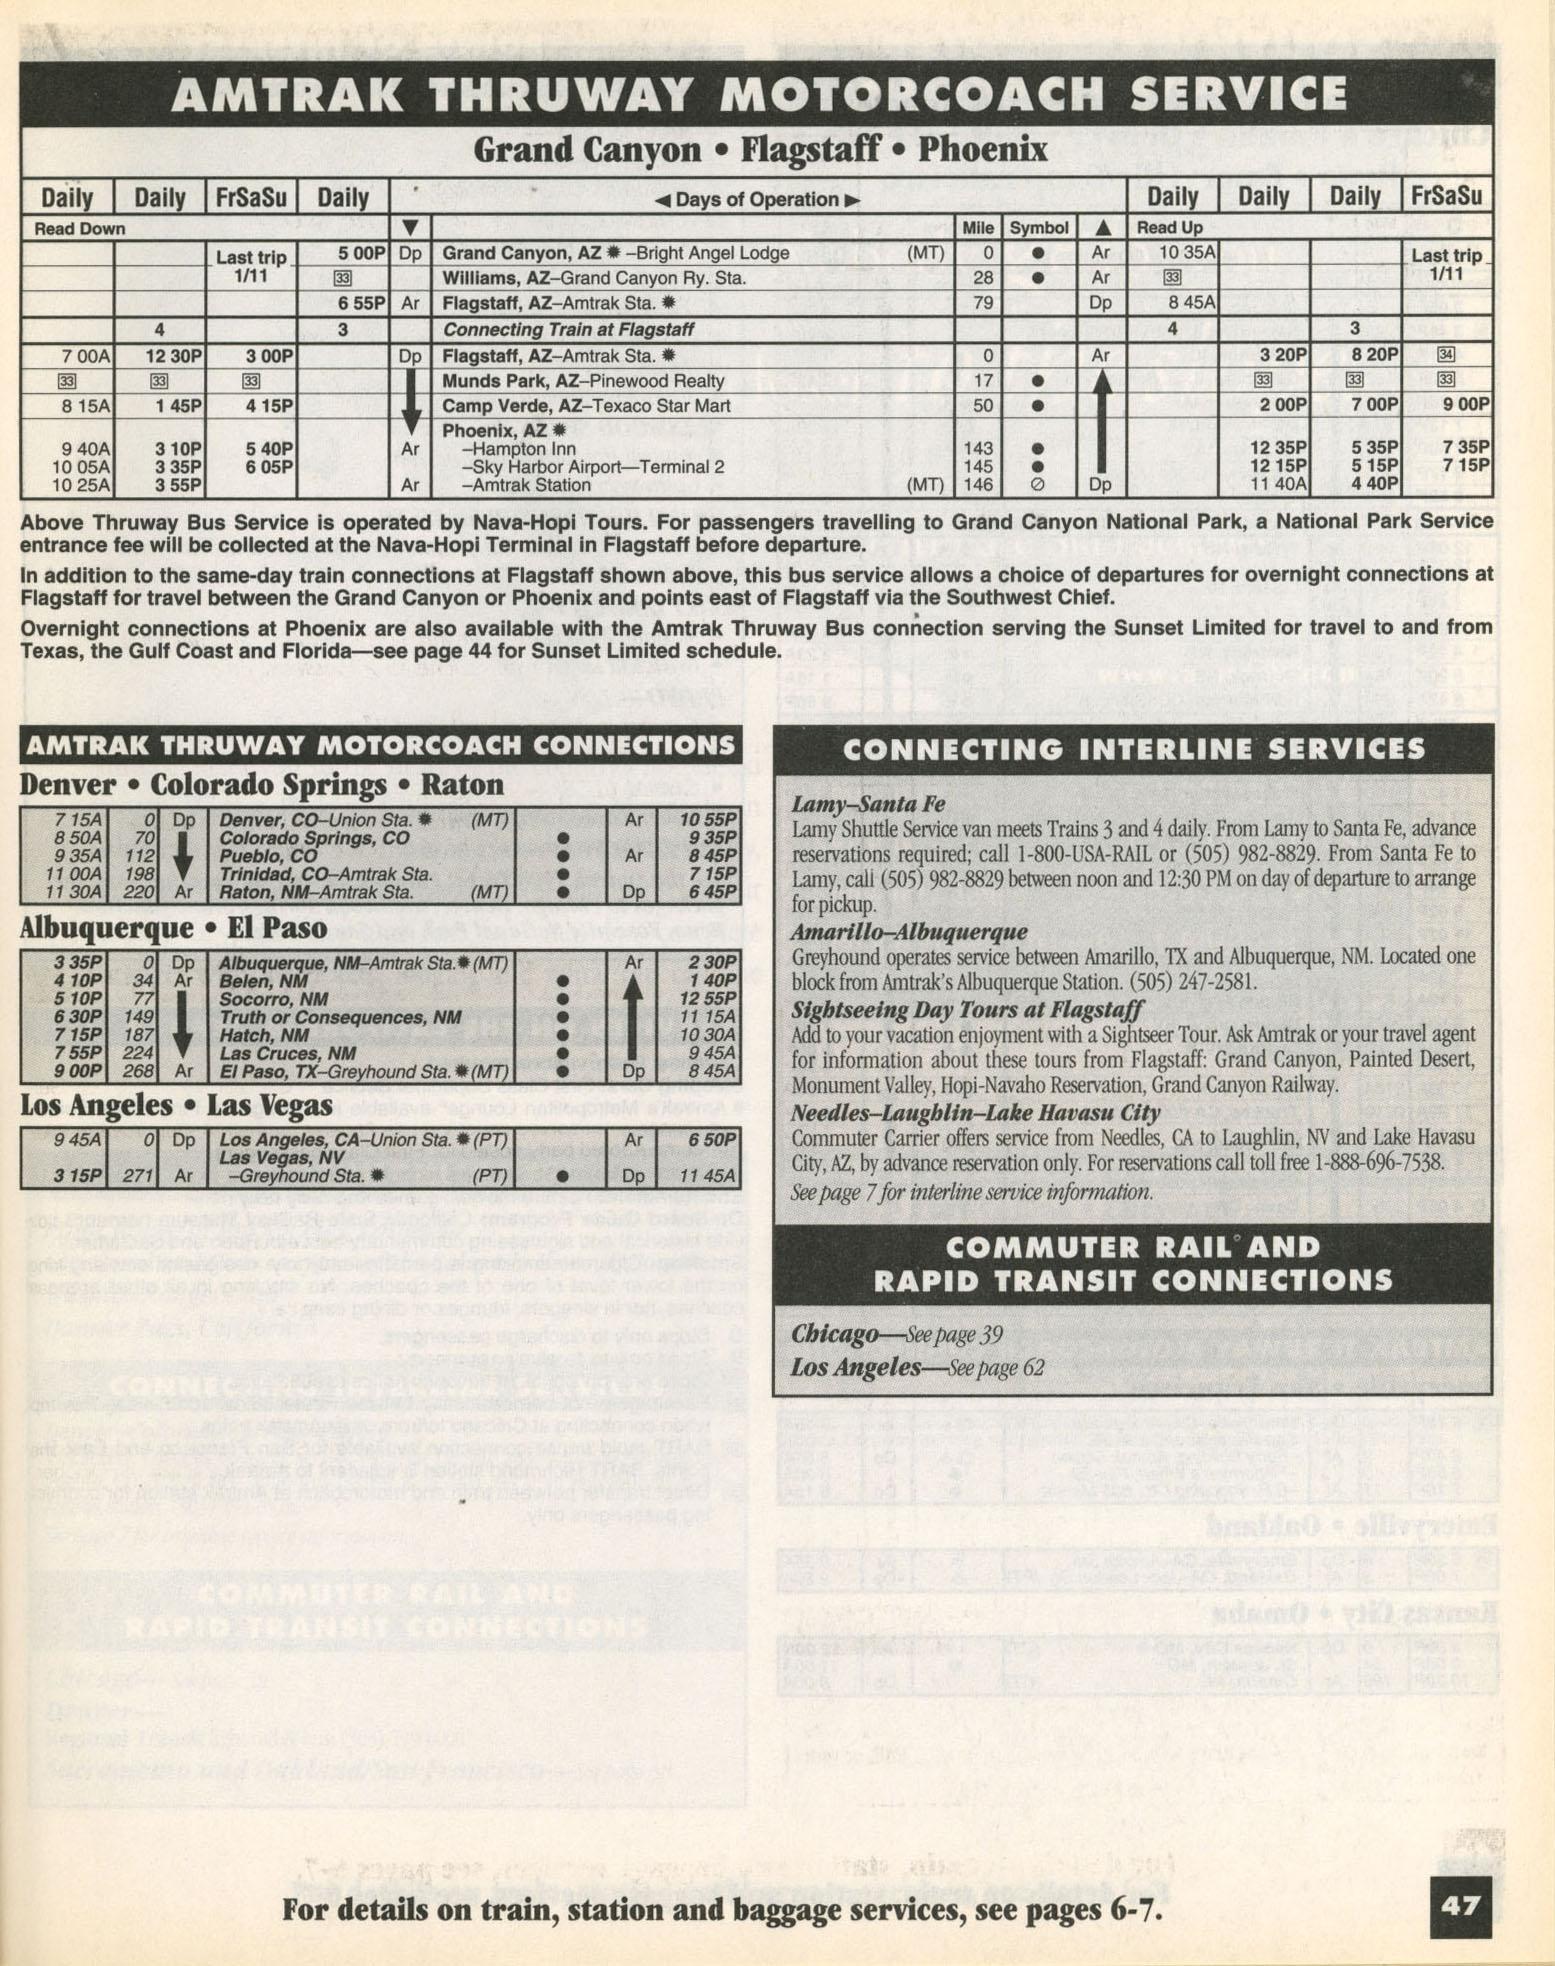 AMTRAK THRUWAY MOTORCOACH SERVICE
Grand Canyon • Flagstaff • Phoenix
Daily Daily FrSaSu Daily ◄ Days of Operation ► Daily Daily Daily FrSaSu
Read Down ▼ Mile Symbol ▲ Read Up
Last trip 1/11 5 00P Dp Grand Canyon, AZ ✹ –Bright Angel Lodge (MT) 0 ● Ar 10 35A Last trip 1/11
33 Williams, AZ–Grand Canyon Ry. Sta. 28 ● Ar 33
6 55P Ar Flagstaff, AZ–Amtrak Sta. ✹ 79 Dp 8 45A
4 3 Connecting Train at Flagstaff 4 3
7 00A 12 30P 3 00P Dp Flagstaff, AZ–Amtrak Sta. ✹ 0 Ar 3 20P 8 20P 34
33 33 33 Munds Park, AZ–Pinewood Realty 17 ● 33 33 33
8 15A 1 45P 4 15P Camp Verde, AZ–Texaco Star Mart 50 ● 2 00P 7 00P 9 00P
Phoenix, AZ ✹
9 40A 3 10P 5 40P Ar –Hampton Inn 143 ● 12 35P 5 35P 7 35P
10 05A 3 35P 6 05P –Sky Harbor Airport—Terminal 2 145 ● 12 15P 5 15P 7 15P
10 25A 3 55P Ar –Amtrak Station (MT) 146 ∅ Dp 11 40A 4 40P
Above Thruway Bus Service is operated by Nava-Hopi Tours. For passengers travelling to Grand Canyon National Park, a National Park Service
entrance fee will be collected at the Nava-Hopi Terminal in Flagstaff before departure.
In addition to the same-day train connections at Flagstaff shown above, this bus service allows a choice of departures for overnight connections at
Flagstaff for travel between the Grand Canyon or Phoenix and points east of Flagstaff via the Southwest Chief.
Overnight connections at Phoenix are also available with the Amtrak Thruway Bus connection serving the Sunset Limited for travel to and from
Texas, the Gulf Coast and Florida—see page 44 for Sunset Limited schedule.
AMTRAK THRUWAY MOTORCOACH CONNECTIONS
Denver • Colorado Springs • Raton
7 15A 0 Dp Denver, CO–Union Sta. ✹ (MT) Ar 10 55P
8 50A 70 Colorado Springs, CO ● 9 35P
9 35A 112 Pueblo, CO ● Ar 8 45P
11 00A 198 Trinidad, CO–Amtrak Sta. ● 7 15P
11 30A 220 Ar Raton, NM–Amtrak Sta. (MT) ● Dp 6 45P
Albuquerque • El Paso
3 35P 0 Dp Albuquerque, NM–Amtrak Sta.✹ (MT) Ar 2 30P
4 10P 34 Ar Belen, NM ● 1 40P
5 10P 77 Socorro, NM ● 12 55P
6 30P 149 Truth or Consequences, NM ● 11 15A
7 15P 187 Hatch, NM ● 10 30A
7 55P 224 Las Cruces, NM ● 9 45A
9 00P 268 Ar El Paso, TX–Greyhound Sta. ✹ (MT) ● Dp 8 45A
Los Angeles • Las Vegas
9 45A 0 Dp Los Angeles, CA–Union Sta. ✹ (PT) Ar 6 50P
Las Vegas, NV
3 15P 271 Ar –Greyhound Sta. ✹ (PT) ● Dp 11 45A
CONNECTING INTERLINE SERVICES
Lamy–Santa Fe
Lamy Shuttle Service van meets Trains 3 and 4 daily. From Lamy to Santa Fe, advance
reservations required; call 1-800-USA-RAIL or (505) 982-8829. From Santa Fe to
Lamy, call (505) 982-8829 between noon and 12:30 PM on day of departure to arrange
for pickup.
Amarillo–Albuquerque
Greyhound operates service between Amarillo, TX and Albuquerque, NM. Located one
block from Amtrak's Albuquerque Station. (505) 247-2581.
Sightseeing Day Tours at Flagstaff
Add to your vacation enjoyment with a Sightseer Tour. Ask Amtrak or your travel agent
for information about these tours from Flagstaff: Grand Canyon, Painted Desert,
Monument Valley, Hopi-Navaho Reservation, Grand Canyon Railway.
Needles–Laughlin–Lake Havasu City
Commuter Carrier offers service from Needles, CA to Laughlin, NV and Lake Havasu
City, AZ, by advance reservation only. For reservations call toll free 1-888-696-7538.
See page 7 for interline service information.
COMMUTER RAIL AND
RAPID TRANSIT CONNECTIONS
Chicago—See page 39
Los Angeles—See page 62
For details on train, station and baggage services, see pages 6-7.
47